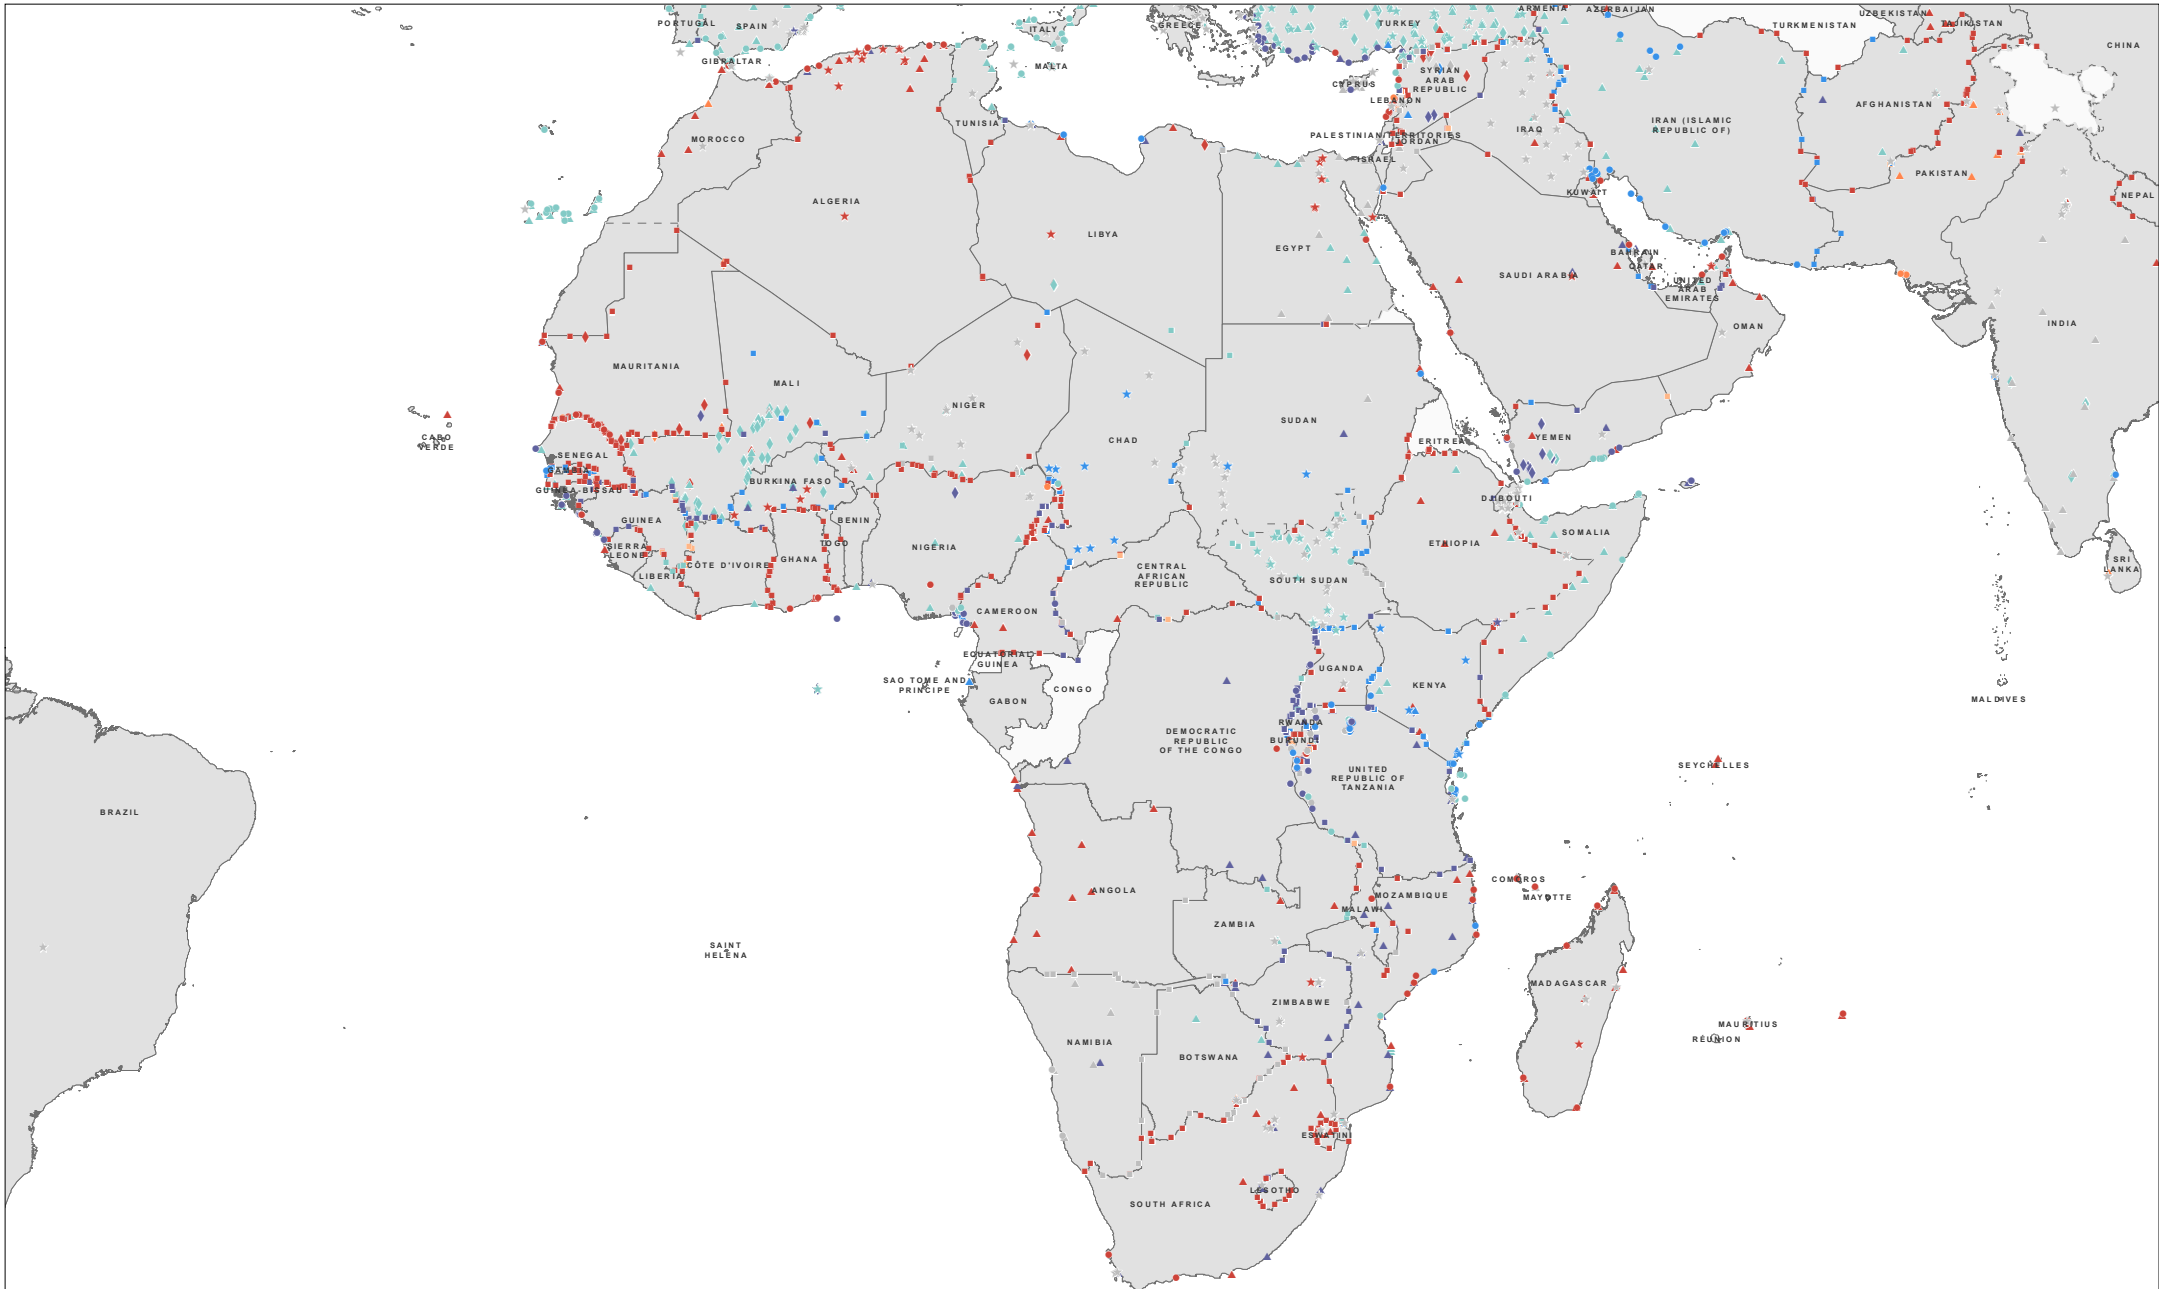 PORTUGAL
SPAIN
ITALY
GREECE
TURKEY
ARMENIA
AZERBAIJAN
UZBEKISTAN
TAJIKISTAN
TURKMENISTAN
CHINA
GIBRALTAR
MALTA
CYPRUS
SYRIAN
ARAB
REPUBLIC
LEBANON
AFGHANISTAN
TUNISIA
MOROCCO
PALESTINIAN TERRITORIES
JORDAN
ISRAEL
IRAQ
IRAN (ISLAMIC
REPUBLIC OF)
PAKISTAN
NEPAL
KUWAIT
ALGERIA
LIBYA
EGYPT
BAHRAIN
QATAR
SAUDI ARABIA
UNITED
ARAB
EMIRATES
OMAN
INDIA
MAURITANIA
MALI
NIGER
CHAD
SUDAN
ERITREA
YEMEN
CABO
VERDE
SENEGAL
GAMBIA
GUINEA-BISSAU
BURKINA FASO
DJIBOUTI
GUINEA
BENIN
SIERRA
LEONE
TOGO
GHANA
NIGERIA
ETHIOPIA
SOMALIA
CÔTE D'IVOIRE
LIBERIA
CENTRAL
AFRICAN
REPUBLIC
SOUTH SUDAN
SRI
LANKA
CAMEROON
EQUATORIAL
GUINEA
UGANDA
KENYA
SAO TOME AND
PRINCIPE
GABON
CONGO
MALDIVES
DEMOCRATIC
REPUBLIC
OF THE CONGO
RWANDA
BURUNDI
UNITED
REPUBLIC OF
TANZANIA
SEYCHELLES
BRAZIL
ANGOLA
COMOROS
MAYOTTE
MOZAMBIQUE
MALAWI
ZAMBIA
SAINT
HELENA
MADAGASCAR
ZIMBABWE
MAURITIUS
RÉUNION
NAMIBIA
BOTSWANA
ESWATINI
LESOTHO
SOUTH AFRICA